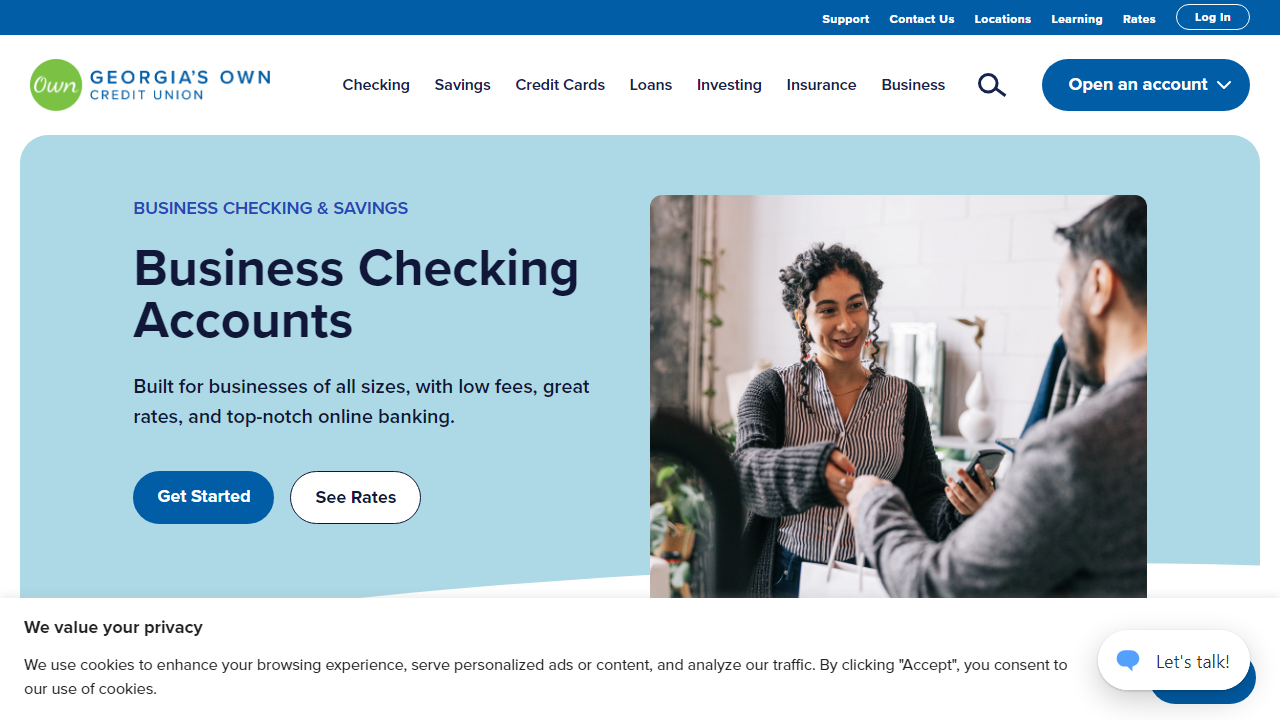 Support Contact Us Locations Learning Rates Log In
Own GEORGIA'S OWN
CREDIT UNION
Checking Savings Credit Cards Loans Investing Insurance Business Open an account
BUSINESS CHECKING & SAVINGS
Business Checking
Accounts
Built for businesses of all sizes, with low fees, great
rates, and top-notch online banking.
Get Started See Rates
We value your privacy
We use cookies to enhance your browsing experience, serve personalized ads or content, and analyze our traffic. By clicking "Accept", you consent to
our use of cookies.
Let's talk!